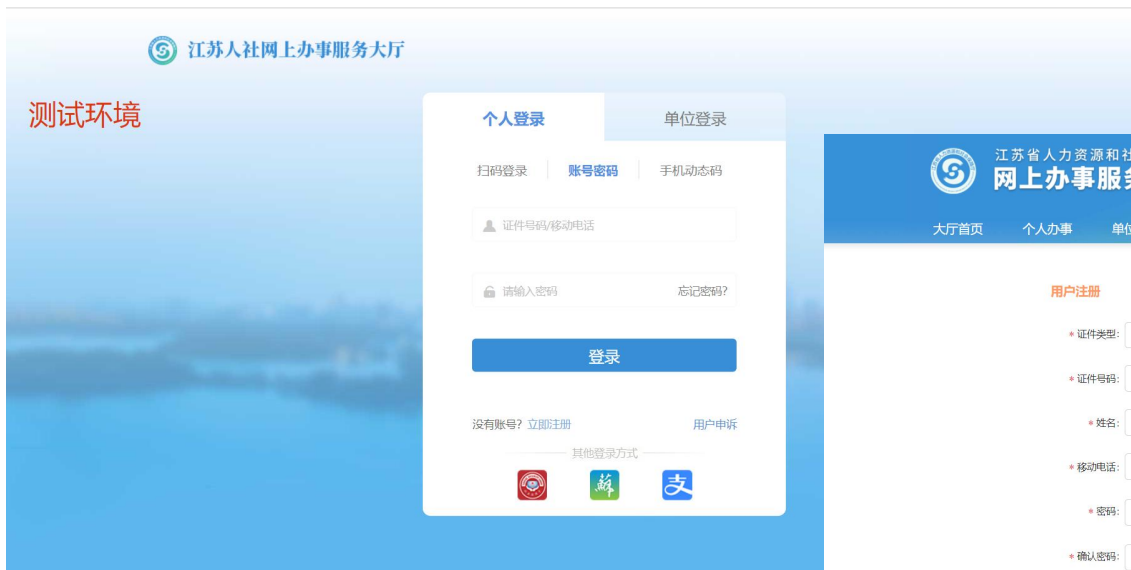 江苏人社网上办事服务大厅
测试环境
个人登录
单位登录
扫码登录
账号密码
手机动态码
证件号码/移动电话
请输入密码
忘记密码?
登录
没有账号? 立即注册
用户申诉
其他登录方式
蘇
支
江苏省人力资源和社
网上办事服务
大厅首页
个人办事
单位
用户注册
* 证件类型:
* 证件号码:
* 姓名:
* 移动电话:
* 密码:
* 确认密码: